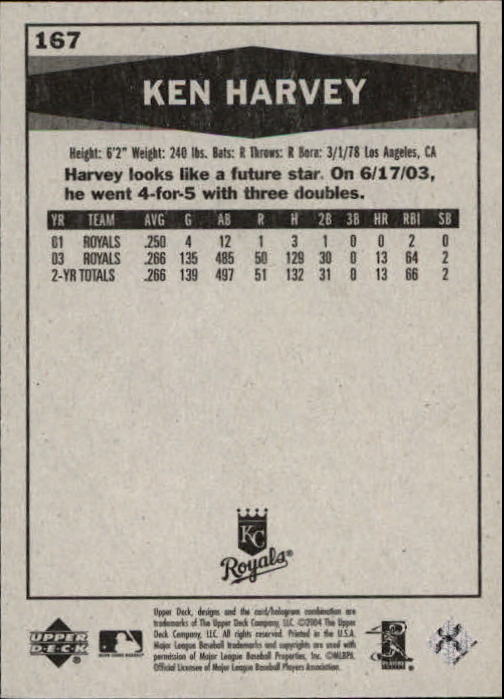 167
KEN HARVEY
Height: 6'2" Weight: 240 lbs. Bats: R Throws: R Born: 3/1/78 Los Angeles, CA
Harvey looks like a future star. On 6/17/03,
he went 4-for-5 with three doubles.
YR TEAM AVG G AB R H 2B 3B HR RBI SB
01 ROYALS .250 4 12 1 3 1 0 0 2 0
03 ROYALS .266 135 485 50 129 30 0 13 64 2
2-YR TOTALS .266 139 497 51 132 31 0 13 66 2
KC
Royals
Upper Deck, designs and the card/hologram combination are
trademarks of The Upper Deck Company, LLC. ©2004 The Upper
Deck Company, LLC. All rights reserved. Printed in the U.S.A.
Major League Baseball trademarks and copyrights are used with
permission of Major League Baseball Properties, Inc. ©MLBPA
Official Licensee of Major League Baseball Players Association.
UPPER
DECK
PLAYERS